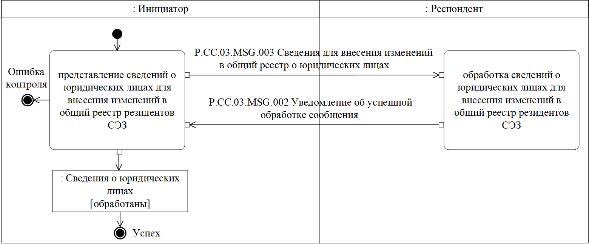 : Инициатор
: Респондент
P.CC.03.MSG.003 Сведения для внесения изменений
в общий реестр о юридических лицах
Ошибка
контроля
представление сведений о
юридических лицах для
внесения изменений в
общий реестр резидентов
СЭЗ
обработка сведений о
юридических лицах для
внесения изменений в
общий реестр резидентов
СЭЗ
P.CC.03.MSG.002 Уведомление об успешной
обработке сообщения
: Сведения о юридических
лицах
[обработаны]
Успех